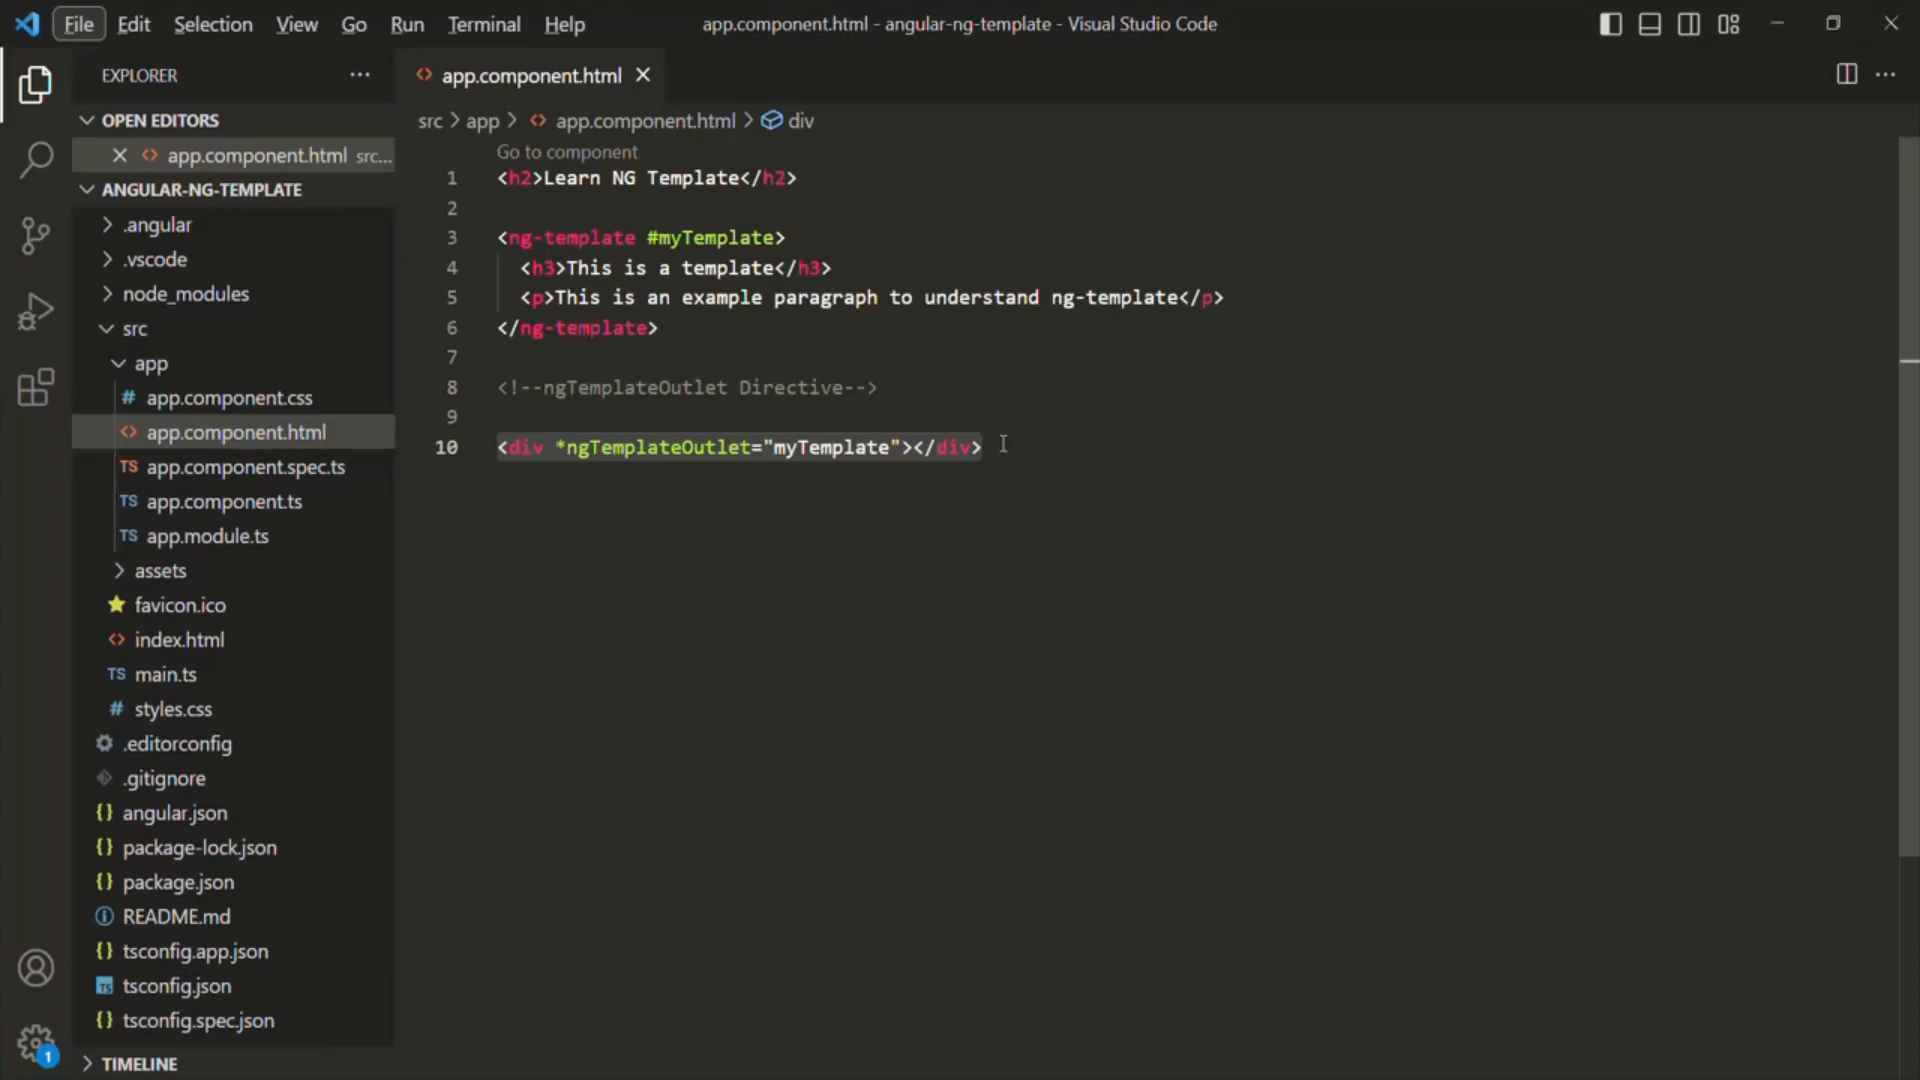 File Edit Selection View Go Run Terminal Help
app.component.html - angular-ng-template - Visual Studio Code
EXPLORER
OPEN EDITORS
app.component.html src...
ANGULAR-NG-TEMPLATE
.angular
.vscode
node_modules
src
app
# app.component.css
<> app.component.html
TS app.component.spec.ts
TS app.component.ts
TS app.module.ts
assets
favicon.ico
<> index.html
TS main.ts
# styles.css
.editorconfig
.gitignore
{} angular.json
{} package-lock.json
{} package.json
README.md
{} tsconfig.app.json
TS tsconfig.json
{} tsconfig.spec.json
TIMELINE
1
<> app.component.html
src > app > <> app.component.html > div
Go to component
1 <h2>Learn NG Template</h2>
2
3 <ng-template #myTemplate>
4 <h3>This is a template</h3>
5 <p>This is an example paragraph to understand ng-template</p>
6 </ng-template>
7
8 <!--ngTemplateOutlet Directive-->
9
10 <div *ngTemplateOutlet="myTemplate"></div>